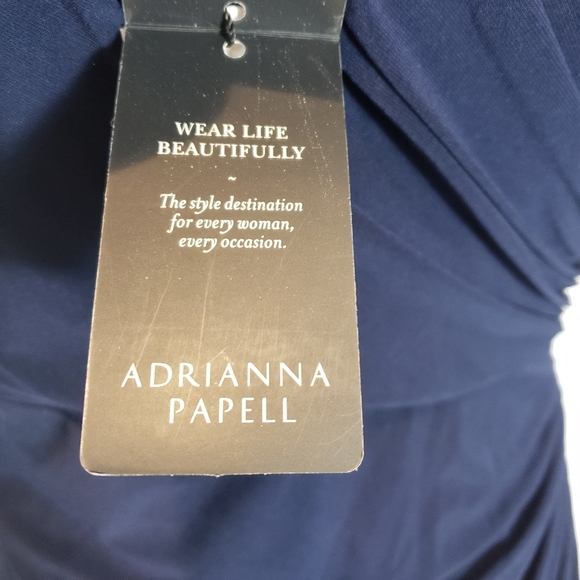 WEAR LIFE
BEAUTIFULLY
~
The style destination
for every woman,
every occasion.
ADRIANNA
PAPELL